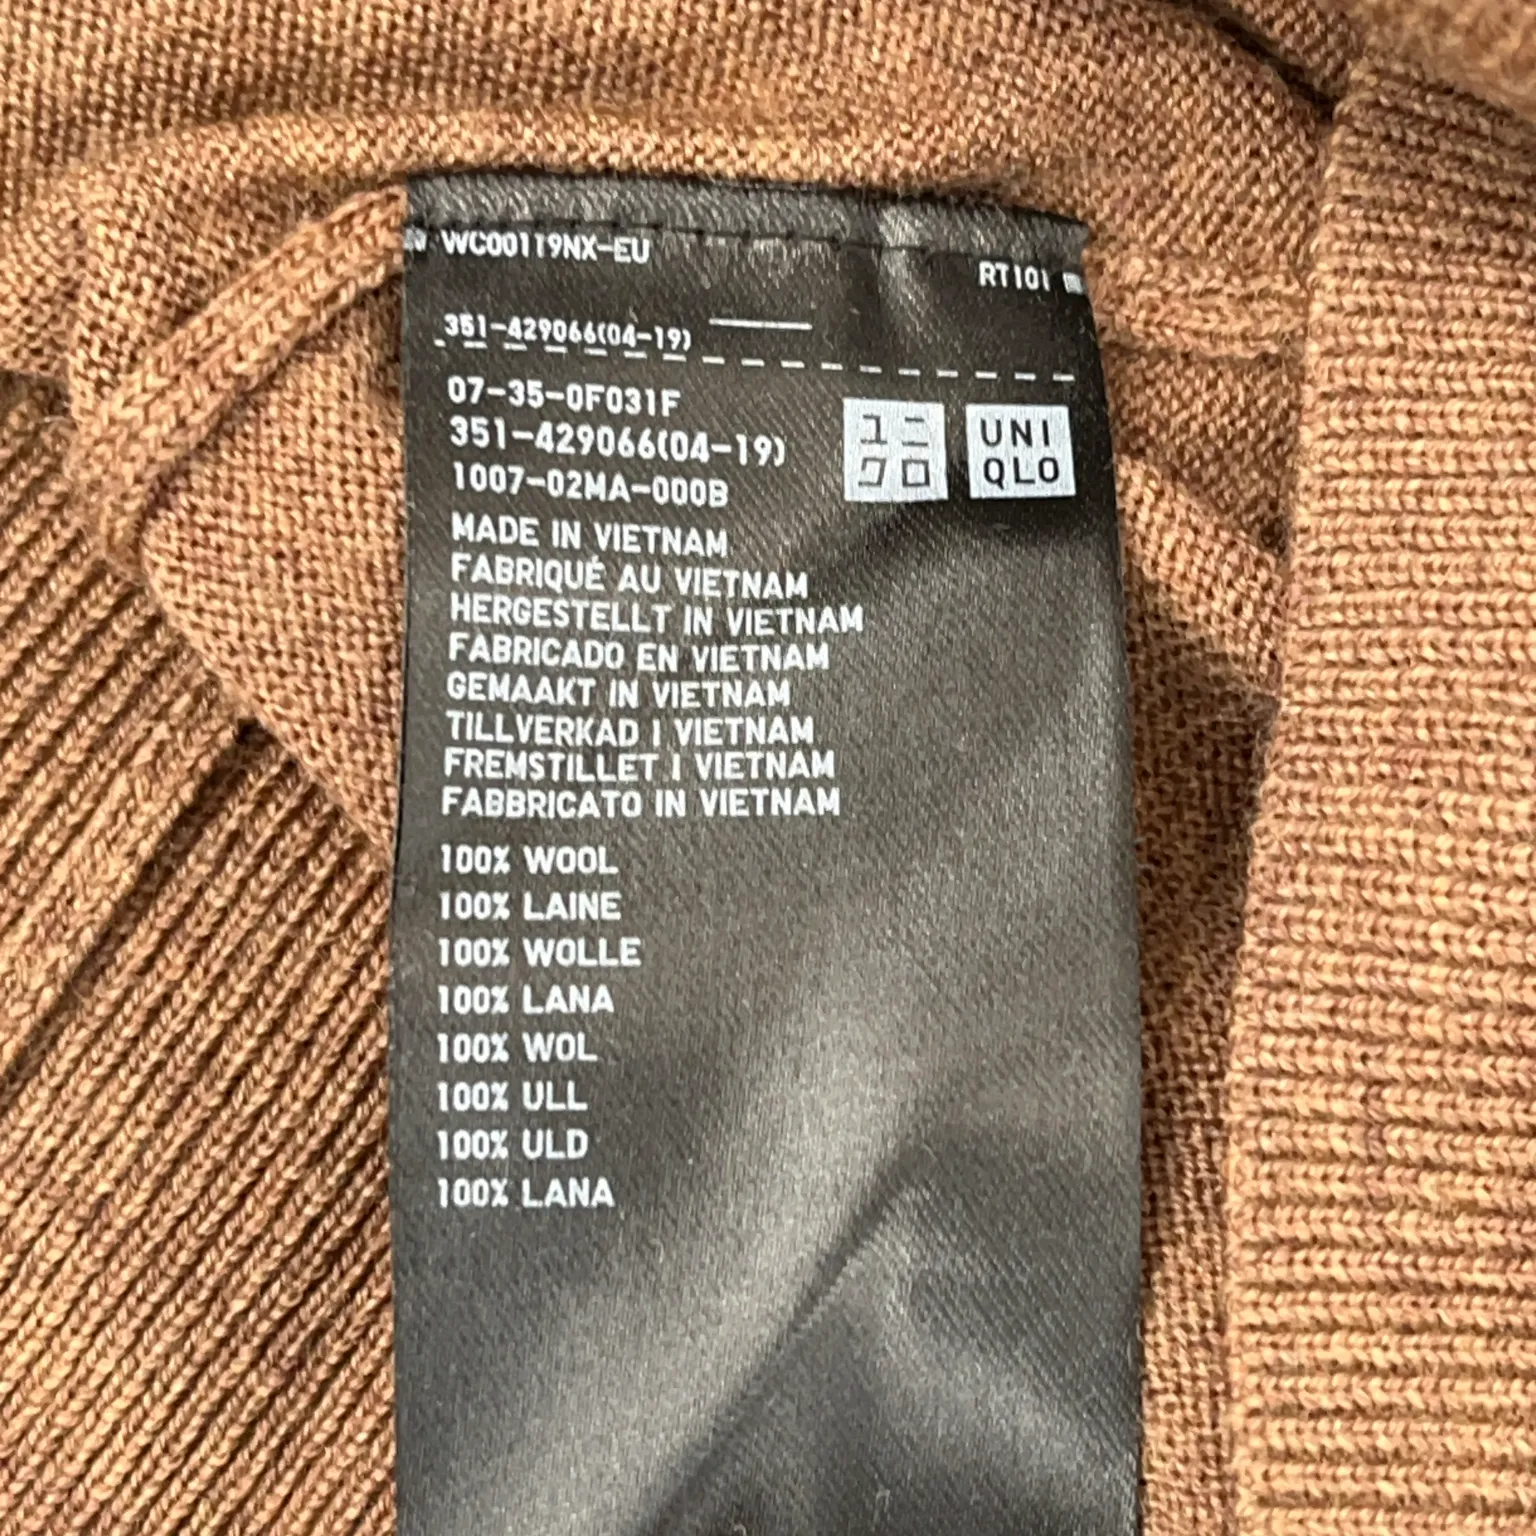 WC001T9NX-EU
RT101
351-429066(04-19)
07-35-0F031F
351-429066(04-19)
1007-02MA-000B
ユニ
クロ
UNI
QLO
MADE IN VIETNAM
FABRIQUÉ AU VIETNAM
HERGESTELLT IN VIETNAM
FABRICADO EN VIETNAM
GEMAAKT IN VIETNAM
TILLVERKAD I VIETNAM
FREMSTILLET I VIETNAM
FABBRICATO IN VIETNAM
100% WOOL
100% LAINE
100% WOLLE
100% LANA
100% WOL
100% ULL
100% ULD
100% LANA